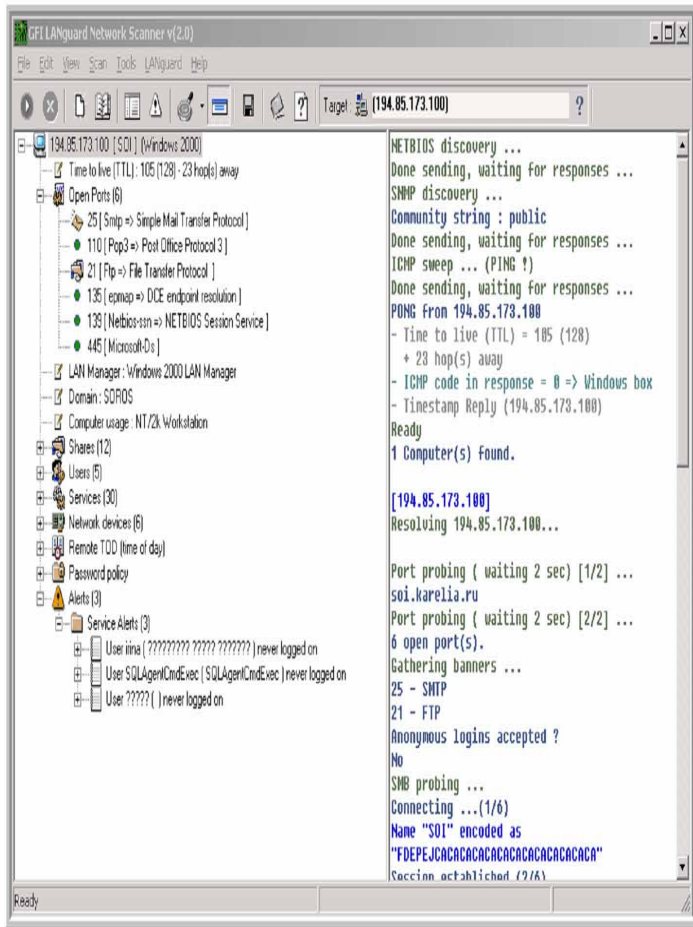 GFI LANguard Network Scanner v(2.0)
File Edit View Scan Tools LANguard Help
Target: (194.85.173.100) ?
194.85.173.100 [ SOI ] (Windows 2000)
Time to live (TTL) : 105 (128) - 23 hop(s) away
Open Ports (6)
25 [ Smtp => Simple Mail Transfer Protocol ]
110 [ Pop3 => Post Office Protocol 3 ]
21 [ Ftp => File Transfer Protocol ]
135 [ epmap => DCE endpoint resolution ]
139 [ Netbios-ssn => NETBIOS Session Service ]
445 [ Microsoft-Ds ]
LAN Manager : Windows 2000 LAN Manager
Domain : SOROS
Computer usage : NT/2k Workstation
Shares (12)
Users (5)
Services (30)
Network devices (6)
Remote TOD (time of day)
Password policy
Alerts (3)
Service Alerts (3)
User irina ( ????????? ????? ??????? ) never logged on
User SQLAgentCmdExec ( SQLAgentCmdExec ) never logged on
User ????? ( ) never logged on
NETBIOS discovery ...
Done sending, waiting for responses ...
SNMP discovery ...
Community string : public
Done sending, waiting for responses ...
ICMP sweep ... (PING !)
Done sending, waiting for responses ...
PONG from 194.85.173.100
- Time to live (TTL) = 105 (128)
+ 23 hop(s) away
- ICMP code in response = 0 => Windows box
- Timestamp Reply (194.85.173.100)
Ready
1 Computer(s) found.
[194.85.173.100]
Resolving 194.85.173.100...
Port probing ( waiting 2 sec) [1/2] ...
soi.karelia.ru
Port probing ( waiting 2 sec) [2/2] ...
6 open port(s).
Gathering banners ...
25 - SMTP
21 - FTP
Anonymous logins accepted ?
No
SMB probing ...
Connecting ...(1/6)
Name "SOI" encoded as
"FDEPEJCACACACACACACACACACACACACA"
Session established (2/6)
Ready